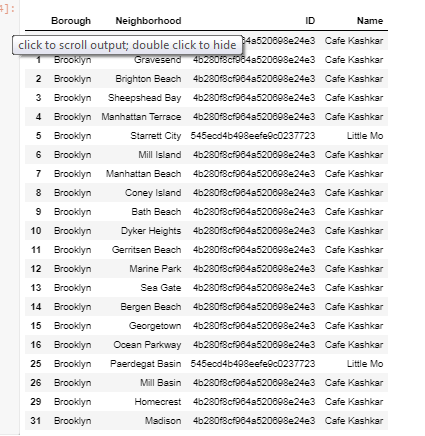 4]:
Borough Neighborhood ID Name
click to scroll output; double click to hide 3c964a520698e24e3 Cafe Kashkar
1 Brooklyn Gravesend 4b280f8cf964a520698e24e3 Cafe Kashkar
2 Brooklyn Brighton Beach 4b280f8cf964a520698e24e3 Cafe Kashkar
3 Brooklyn Sheepshead Bay 4b280f8cf964a520698e24e3 Cafe Kashkar
4 Brooklyn Manhattan Terrace 4b280f8cf964a520698e24e3 Cafe Kashkar
5 Brooklyn Starrett City 545ecd4b498eefe9c0237723 Little Mo
6 Brooklyn Mill Island 4b280f8cf964a520698e24e3 Cafe Kashkar
7 Brooklyn Manhattan Beach 4b280f8cf964a520698e24e3 Cafe Kashkar
8 Brooklyn Coney Island 4b280f8cf964a520698e24e3 Cafe Kashkar
9 Brooklyn Bath Beach 4b280f8cf964a520698e24e3 Cafe Kashkar
10 Brooklyn Dyker Heights 4b280f8cf964a520698e24e3 Cafe Kashkar
11 Brooklyn Gerritsen Beach 4b280f8cf964a520698e24e3 Cafe Kashkar
12 Brooklyn Marine Park 4b280f8cf964a520698e24e3 Cafe Kashkar
13 Brooklyn Sea Gate 4b280f8cf964a520698e24e3 Cafe Kashkar
14 Brooklyn Bergen Beach 4b280f8cf964a520698e24e3 Cafe Kashkar
15 Brooklyn Georgetown 4b280f8cf964a520698e24e3 Cafe Kashkar
16 Brooklyn Ocean Parkway 4b280f8cf964a520698e24e3 Cafe Kashkar
25 Brooklyn Paerdegat Basin 545ecd4b498eefe9c0237723 Little Mo
26 Brooklyn Mill Basin 4b280f8cf964a520698e24e3 Cafe Kashkar
29 Brooklyn Homecrest 4b280f8cf964a520698e24e3 Cafe Kashkar
31 Brooklyn Madison 4b280f8cf964a520698e24e3 Cafe Kashkar